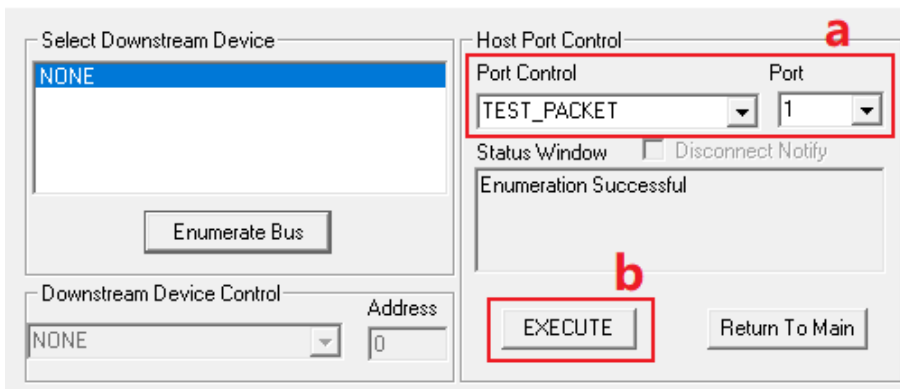 Select Downstream Device
NONE
Enumerate Bus
Downstream Device Control
Address
NONE
0
Host Port Control
a
Port Control
Port
TEST_PACKET
1
Status Window
Disconnect Notify
Enumeration Successful
b
EXECUTE
Return To Main